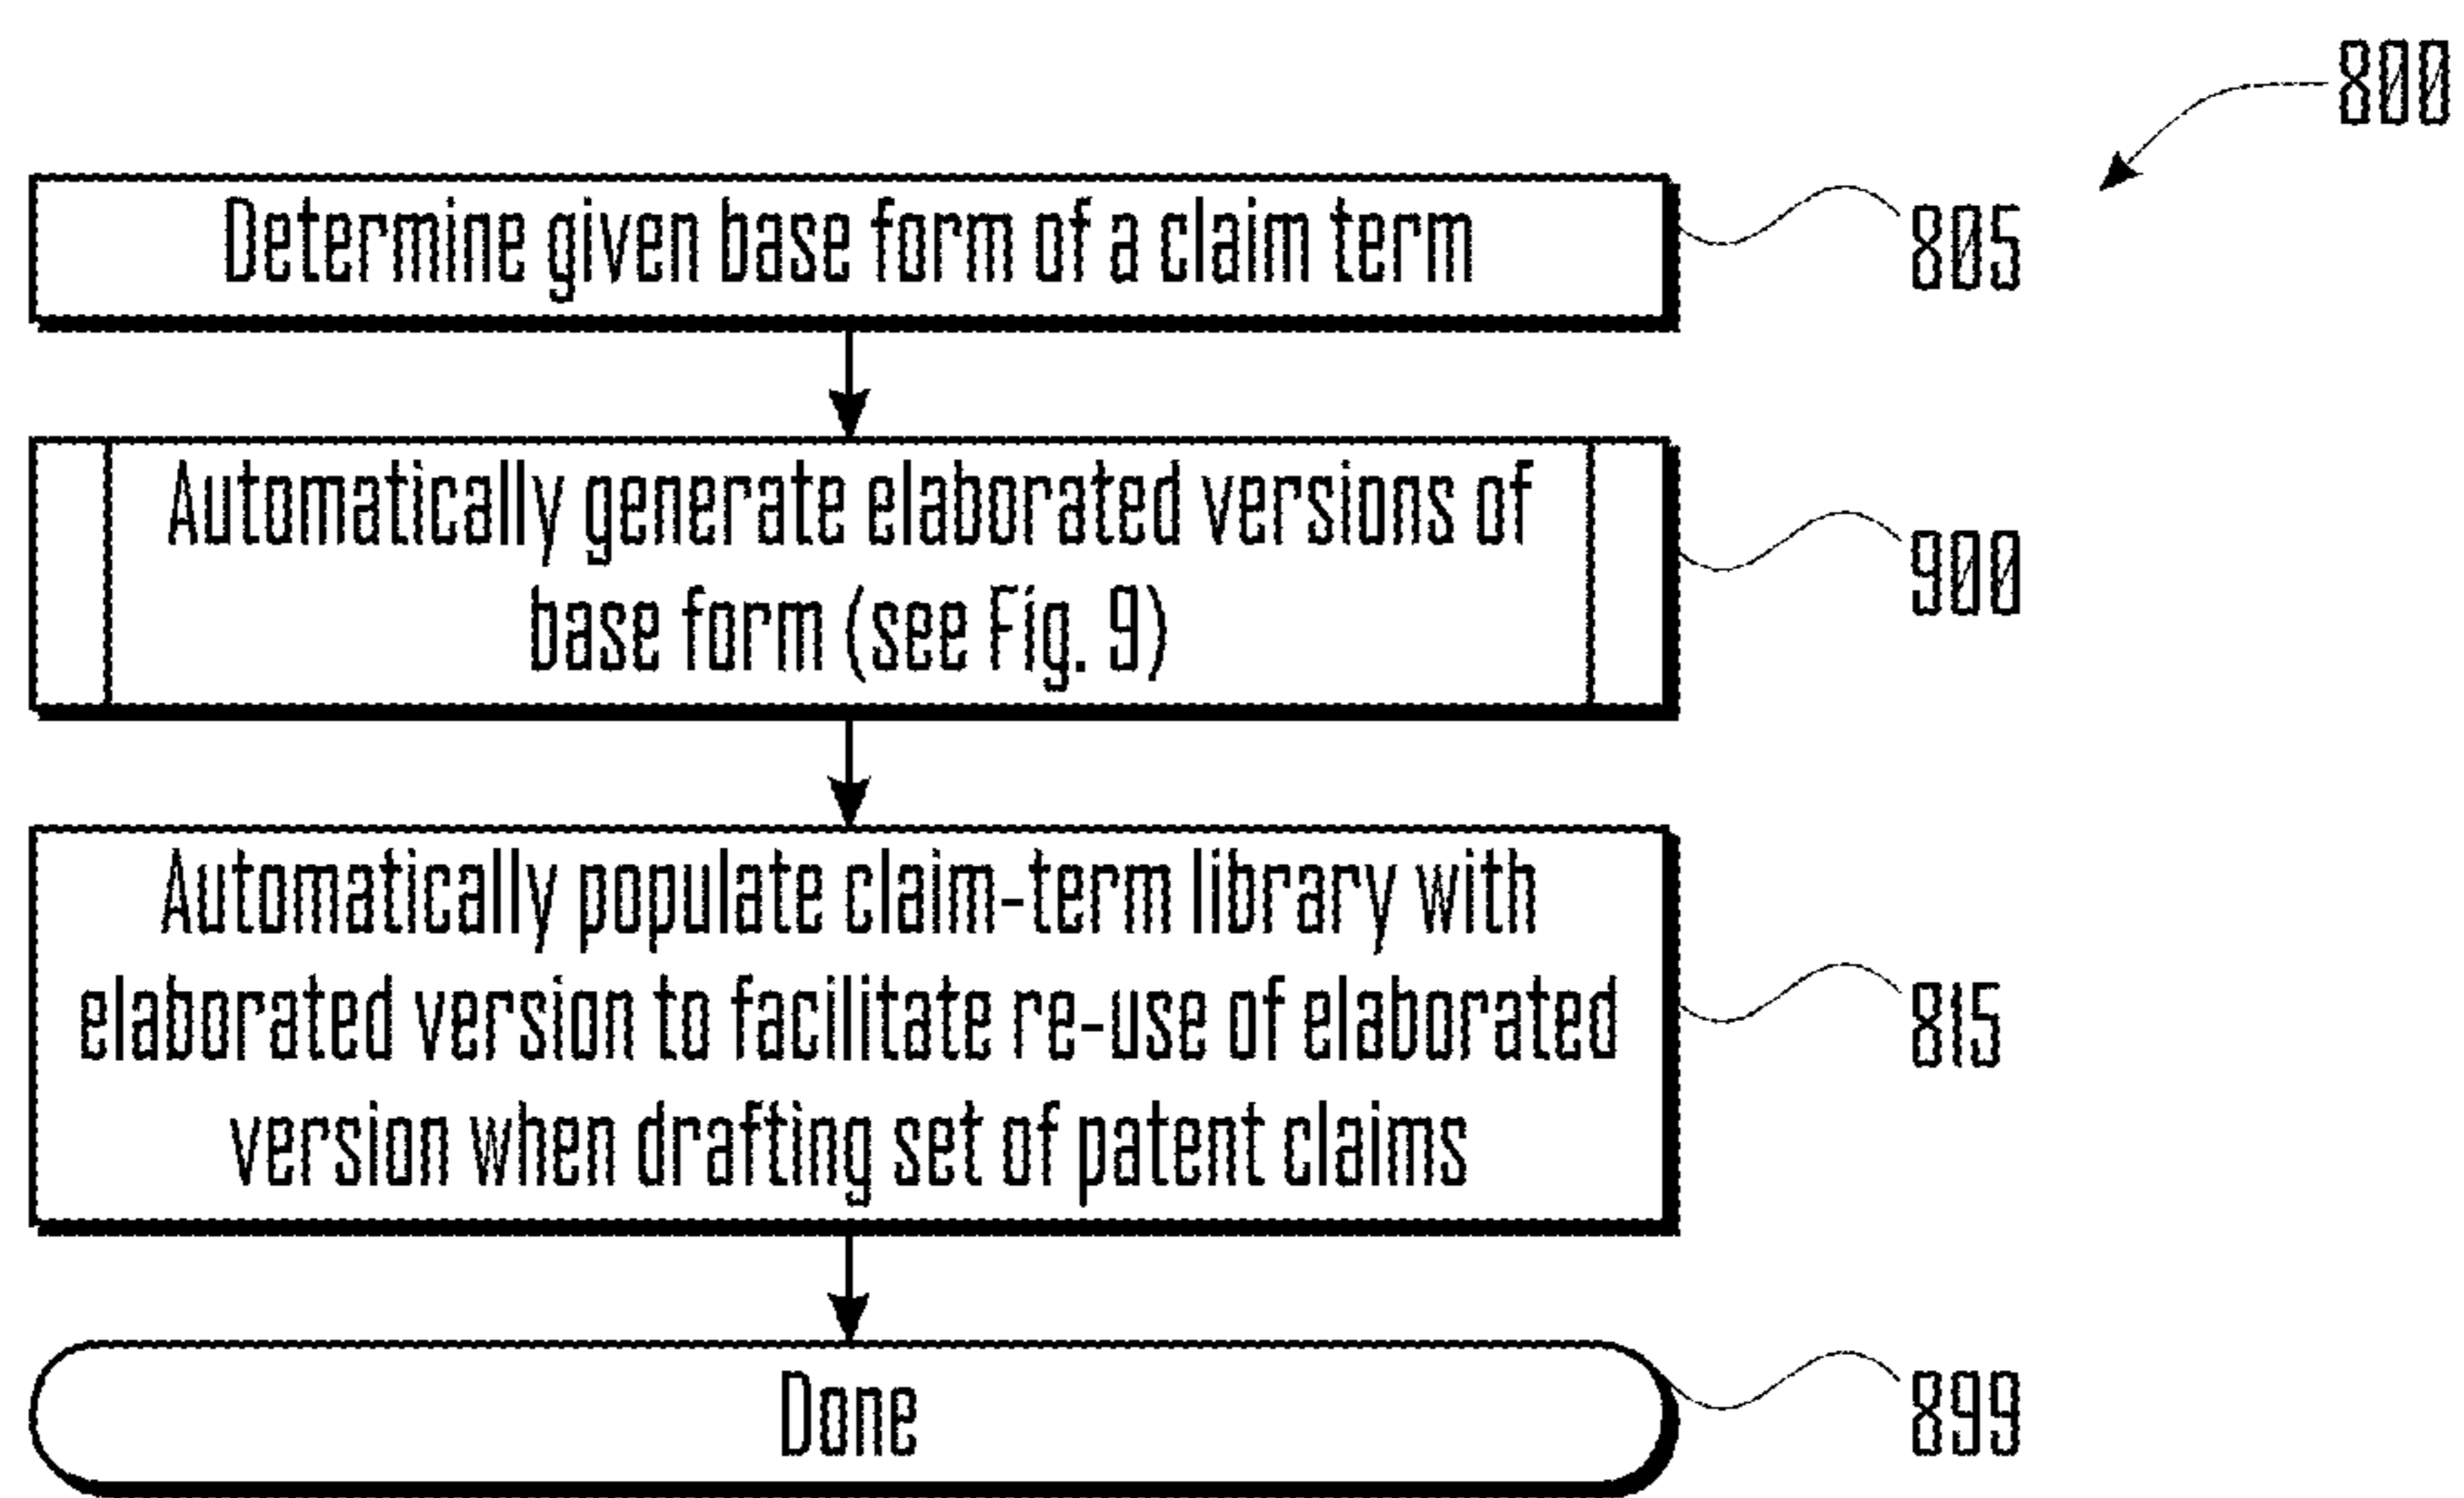 800
Determine given base form of a claim term
805
Automatically generate elaborated versions of
base form (see Fig. 9)
900
Automatically populate claim-term library with
elaborated version to facilitate re-use of elaborated
version when drafting set of patent claims
815
Done
899